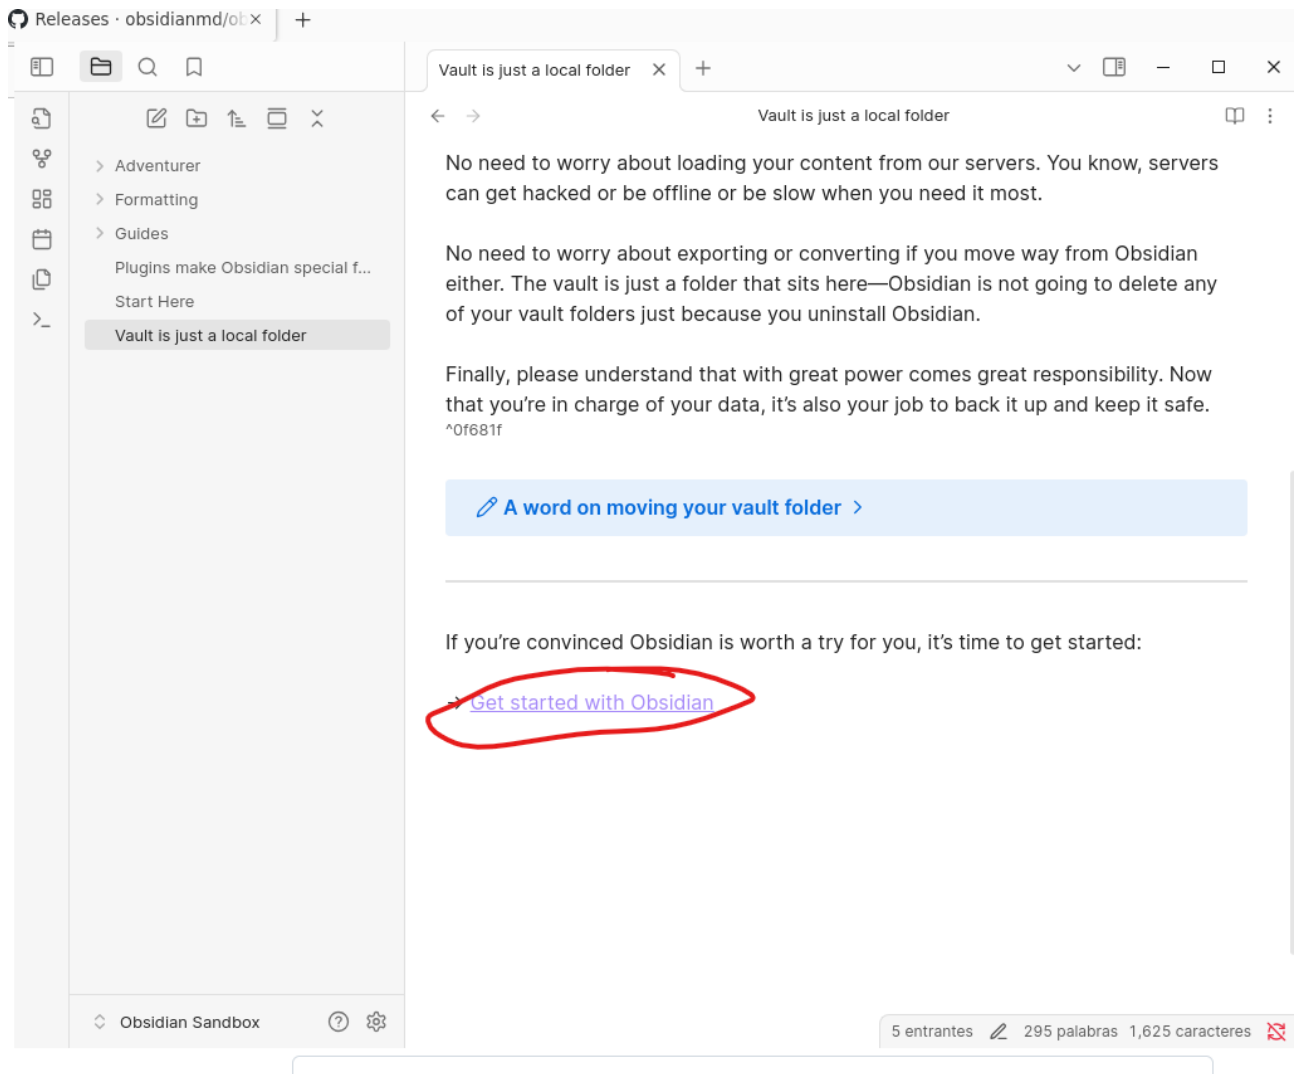 Releases · obsidianmd/ob
Vault is just a local folder
Vault is just a local folder
Adventurer
Formatting
Guides
Plugins make Obsidian special f...
Start Here
Vault is just a local folder
No need to worry about loading your content from our servers. You know, servers
can get hacked or be offline or be slow when you need it most.
No need to worry about exporting or converting if you move way from Obsidian
either. The vault is just a folder that sits here—Obsidian is not going to delete any
of your vault folders just because you uninstall Obsidian.
Finally, please understand that with great power comes great responsibility. Now
that you’re in charge of your data, it’s also your job to back it up and keep it safe.
^0f681f
A word on moving your vault folder
If you’re convinced Obsidian is worth a try for you, it’s time to get started:
→ Get started with Obsidian
Obsidian Sandbox
5 entrantes 295 palabras 1,625 caracteres